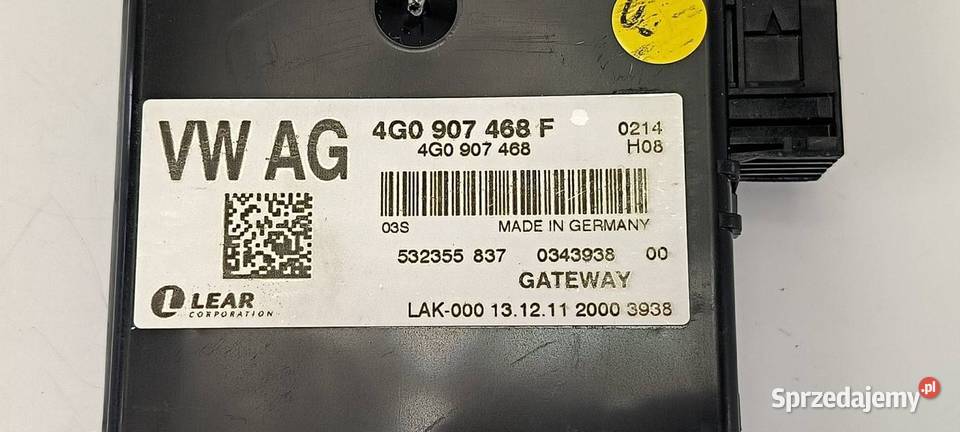 VW AG
4G0 907 468 F 0214
4G0 907 468 H08
03S MADE IN GERMANY
532355 837 0343938 00
GATEWAY
LEAR
CORPORATION
LAK-000 13.12.11 2000 3938
Sprzedajemy.pl